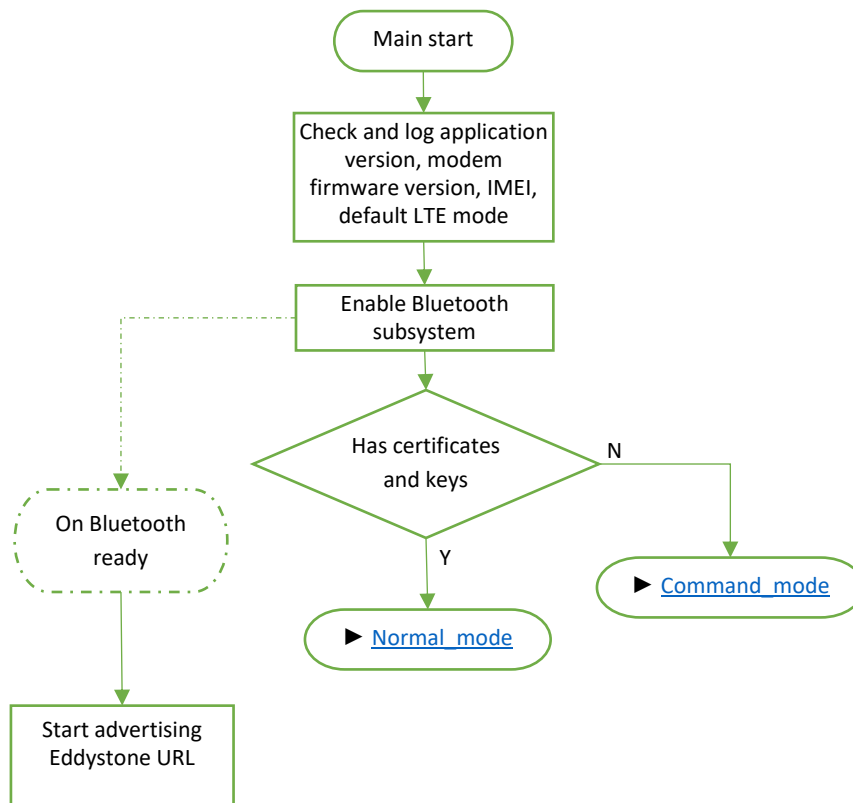 Main start
Check and log application
version, modem
firmware version, IMEI,
default LTE mode
Enable Bluetooth
subsystem
Has certificates
and keys
N
On Bluetooth
ready
Y
► Command_mode
► Normal_mode
Start advertising
Eddystone URL